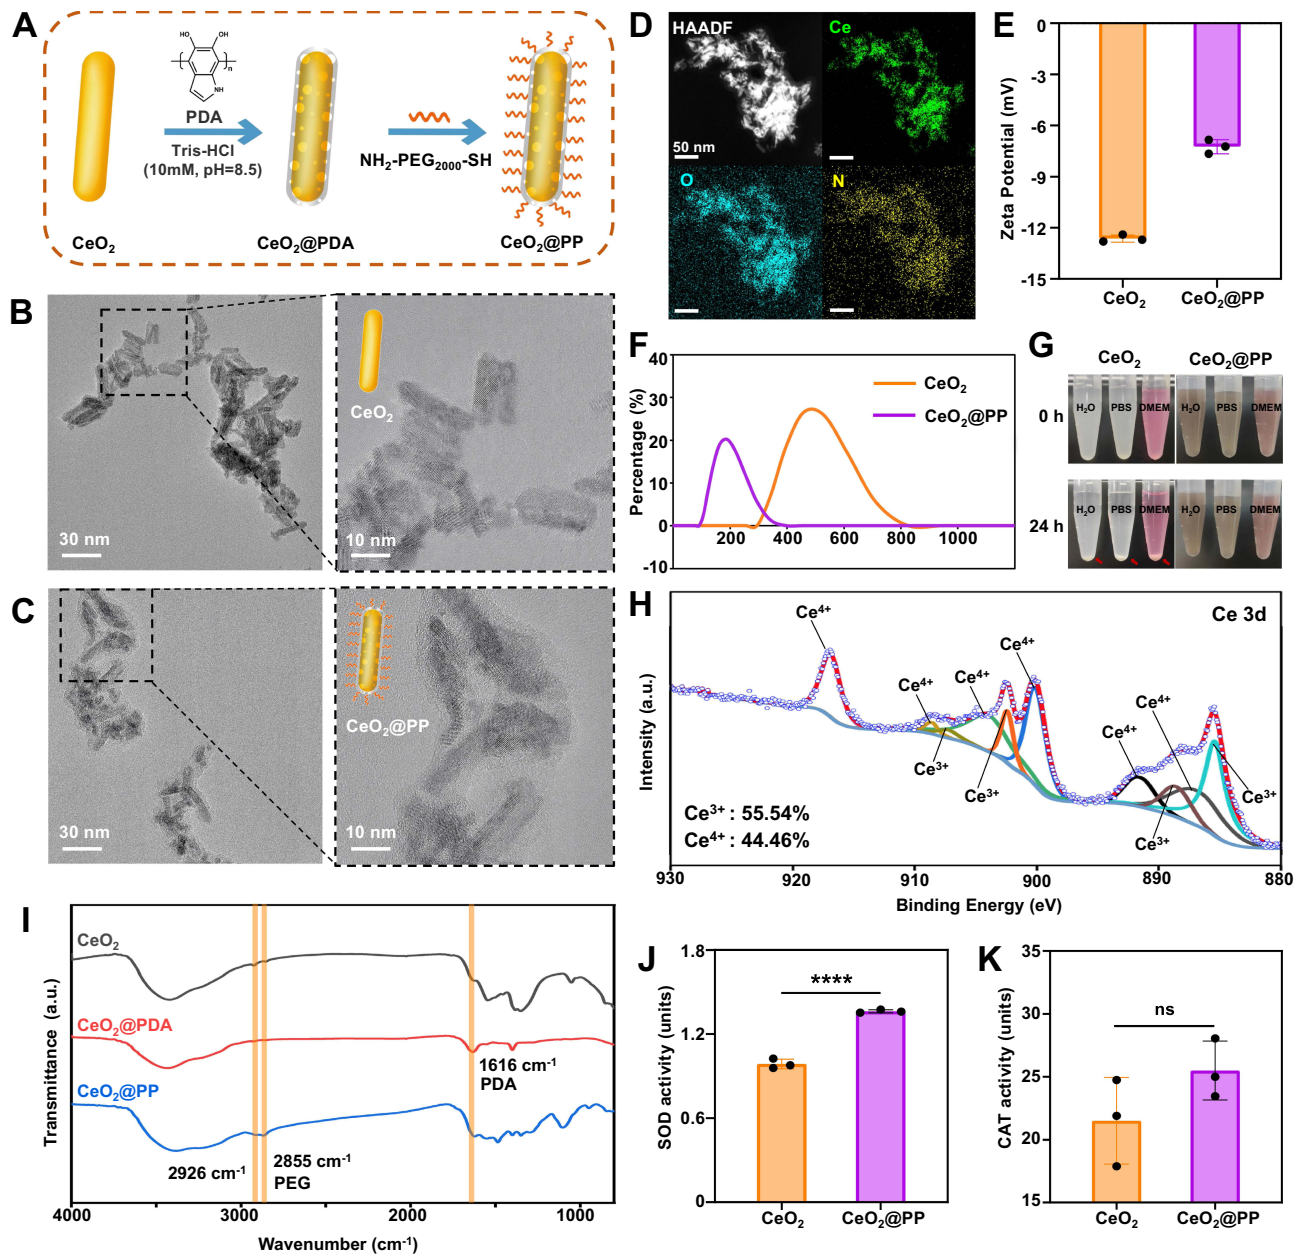 A
HO
OH
n
NH
PDA
Tris-HCl
(10mM, pH=8.5)
NH₂-PEG₂₀₀₀-SH
CeO₂
CeO₂@PDA
CeO₂@PP
B
30 nm
CeO₂
10 nm
C
30 nm
CeO₂@PP
10 nm
D
HAADF
50 nm
Ce
O
N
E
Zeta Potential (mV)
0
-3
-6
-9
-12
-15
CeO₂
CeO₂@PP
F
Percentage (%)
40
30
20
10
0
-10
200
400
600
800
1000
CeO₂
CeO₂@PP
G
CeO₂
CeO₂@PP
0 h
H₂O
PBS
DMEM
H₂O
PBS
DMEM
24 h
H₂O
PBS
DMEM
H₂O
PBS
DMEM
H
Ce 3d
Intensity (a.u.)
Ce⁴⁺
Ce⁴⁺
Ce⁴⁺
Ce⁴⁺
Ce³⁺
Ce³⁺
Ce⁴⁺
Ce⁴⁺
Ce³⁺
Ce³⁺
Ce³⁺ : 55.54%
Ce⁴⁺ : 44.46%
930
920
910
900
890
880
Binding Energy (eV)
I
Transmittance (a.u.)
CeO₂
CeO₂@PDA
CeO₂@PP
1616 cm⁻¹
PDA
2926 cm⁻¹
2855 cm⁻¹
PEG
4000
3000
2000
1000
Wavenumber (cm⁻¹)
J
SOD activity (units)
1.8
1.2
0.6
0
****
CeO₂
CeO₂@PP
K
CAT activity (units)
35
30
25
20
15
ns
CeO₂
CeO₂@PP